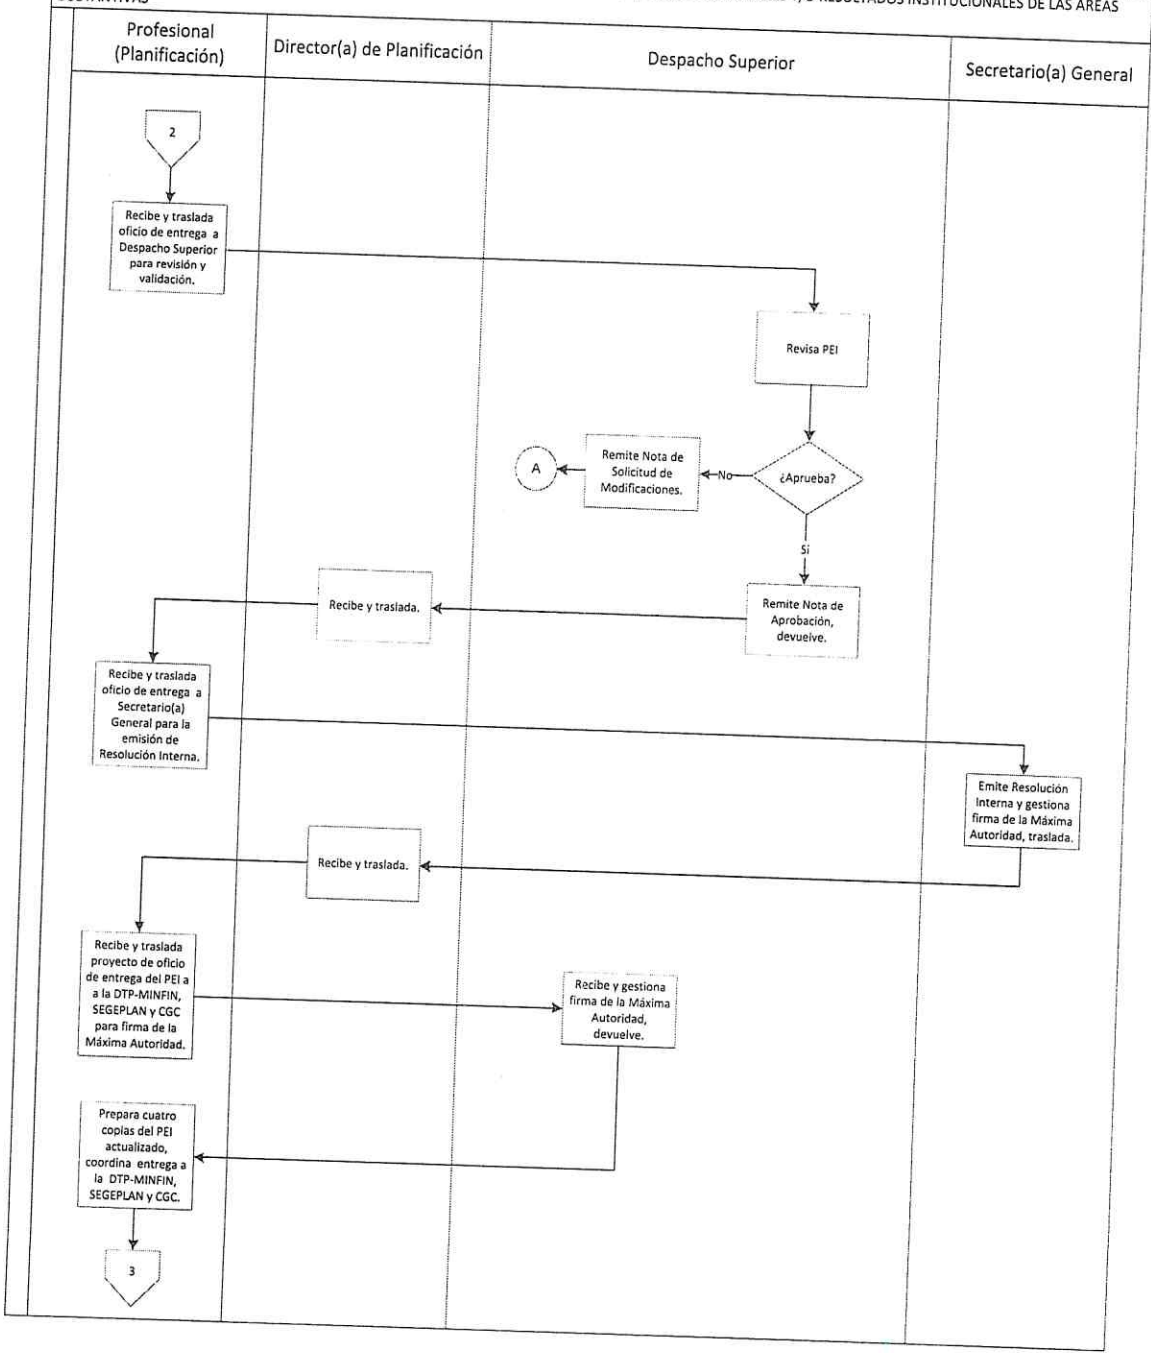 RESULTADOS INSTITUCIONALES DE LAS ÁREAS
Profesional
(Planificación)
Director(a) de Planificación
Despacho Superior
Secretario(a) General
2
Recibe y traslada
oficio de entrega a
Despacho Superior
para revisión y
validación.
Revisa PEI
¿Aprueba?
No
Remite Nota de
Solicitud de
Modificaciones.
A
Si
Remite Nota de
Aprobación,
devuelve.
Recibe y traslada.
Recibe y traslada
oficio de entrega a
Secretario(a)
General para la
emisión de
Resolución Interna.
Emite Resolución
Interna y gestiona
firma de la Máxima
Autoridad, traslada.
Recibe y traslada.
Recibe y traslada
proyecto de oficio
de entrega del PEI a
a la DTP-MINFIN,
SEGEPLAN y CGC
para firma de la
Máxima Autoridad.
Recibe y gestiona
firma de la Máxima
Autoridad,
devuelve.
Prepara cuatro
copias del PEI
actualizado,
coordina entrega a
la DTP-MINFIN,
SEGEPLAN y CGC.
3